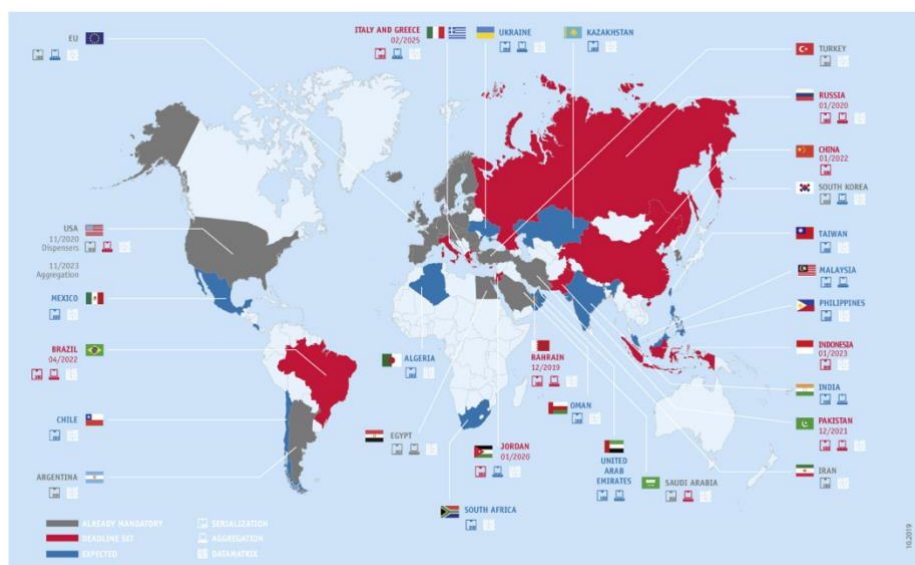 EU
ITALY AND GREECE
02/2025
UKRAINE
KAZAKHSTAN
TURKEY
RUSSIA
01/2020
CHINA
01/2022
SOUTH KOREA
USA
11/2020
Dispensers
11/2023
Aggregation
TAIWAN
MALAYSIA
MEXICO
PHILIPPINES
BRAZIL
04/2022
ALGERIA
BAHRAIN
12/2019
INDONESIA
01/2023
INDIA
CHILE
OMAN
EGYPT
JORDAN
01/2020
PAKISTAN
12/2021
UNITED
ARAB
EMIRATES
SAUDI ARABIA
IRAN
ARGENTINA
SOUTH AFRICA
ALREADY MANDATORY
DEADLINE SET
EXPECTED
SERIALIZATION
AGGREGATION
DATAMATRIX
10.2019